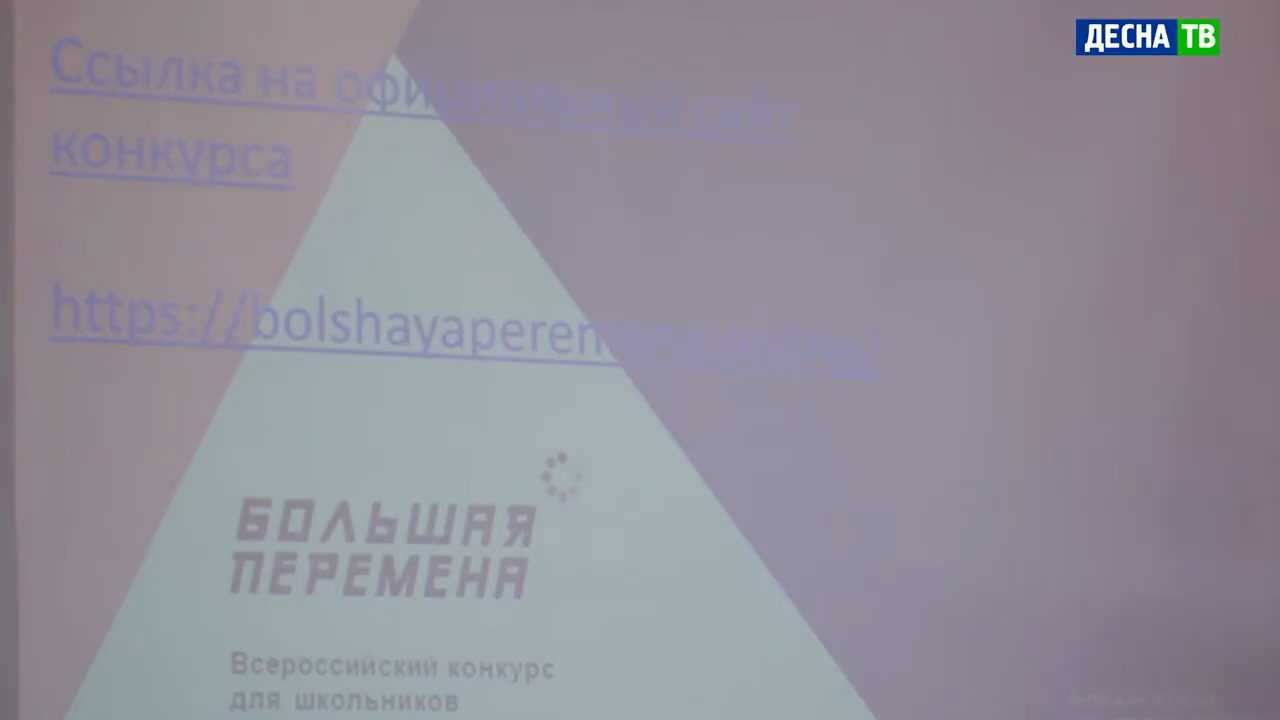 ДЕСНА ТВ
Ссылка на официальный сайт
конкурса
https://bolshayaperemena.online/
БОЛЬШАЯ
ПЕРЕМЕНА
Всероссийский конкурс
для школьников